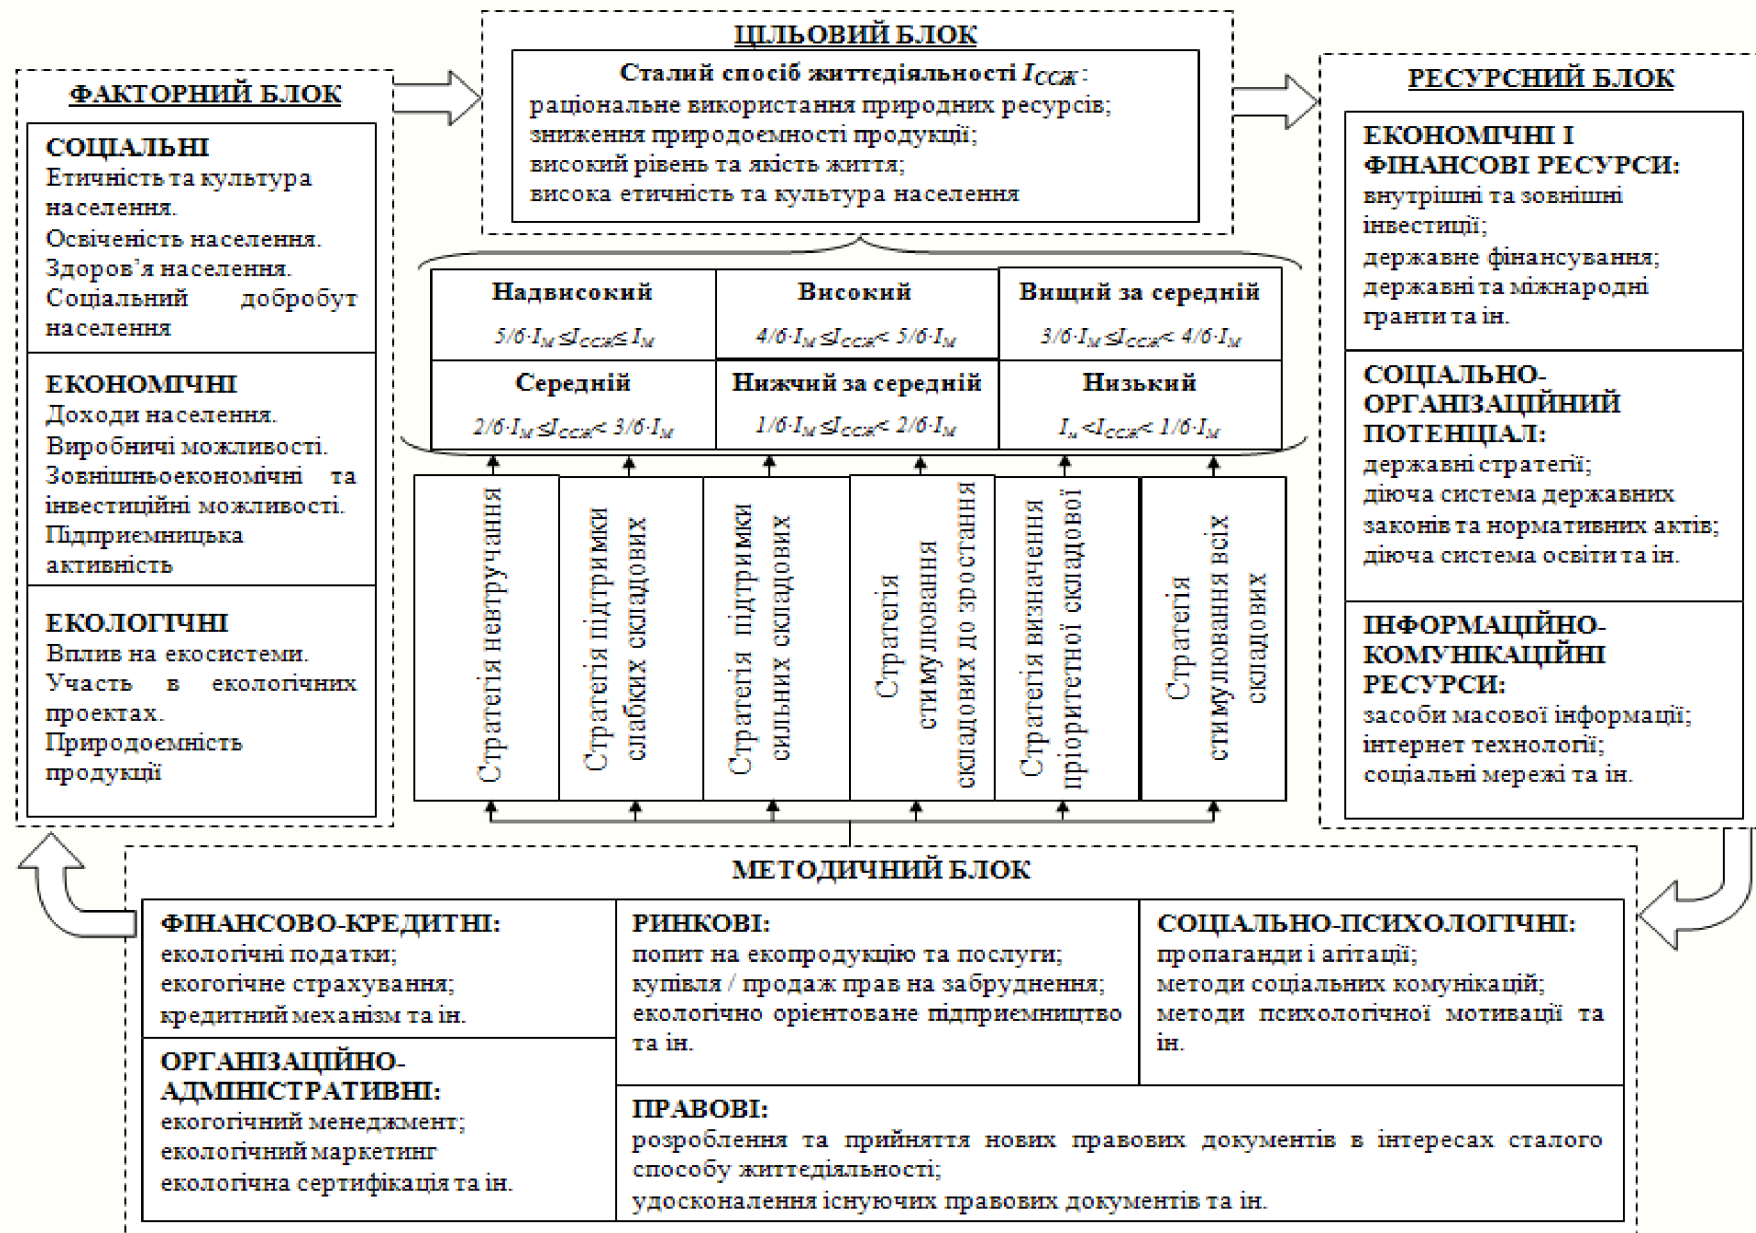 ЦІЛЬОВИЙ БЛОК
Сталий спосіб життєдіяльності IССЖ:
раціональне використання природних ресурсів;
зниження природоємності продукції;
високий рівень та якість життя;
висока етичність та культура населення
ФАКТОРНИЙ БЛОК
СОЦІАЛЬНІ
Етичність та культура
населення.
Освіченість населення.
Здоров’я населення.
Соціальний добробут
населення
ЕКОНОМІЧНІ
Доходи населення.
Виробничі можливості.
Зовнішньоекономічні та
інвестиційні можливості.
Підприємницька
активність
ЕКОЛОГІЧНІ
Вплив на екосистеми.
Участь в екологічних
проектах.
Природоємність
продукції
Надвисокий
5/6·IМ ≤IССЖ≤ IМ
Високий
4/6·IМ ≤IССЖ< 5/6·IМ
Вищий за середній
3/6·IМ ≤IССЖ< 4/6·IМ
Середній
2/6·IМ ≤IССЖ< 3/6·IМ
Нижчий за середній
1/6·IМ ≤IССЖ< 2/6·IМ
Низький
Iм <IССЖ< 1/6·IМ
Стратегія невтручання
Стратегія підтримки
слабких складових
Стратегія підтримки
сильних складових
Стратегія
стимулювання
складових до зростання
Стратегія визначення
пріоритетної складової
Стратегія
стимулювання всіх
складових
РЕСУРСНИЙ БЛОК
ЕКОНОМІЧНІ І
ФІНАНСОВІ РЕСУРСИ:
внутрішні та зовнішні
інвестиції;
державне фінансування;
державні та міжнародні
гранти та ін.
СОЦІАЛЬНО-
ОРГАНІЗАЦІЙНИЙ
ПОТЕНЦІАЛ:
державні стратегії;
діюча система державних
законів та нормативних актів;
діюча система освіти та ін.
ІНФОРМАЦІЙНО-
КОМУНІКАЦІЙНІ
РЕСУРСИ:
засоби масової інформації;
інтернет технології;
соціальні мережі та ін.
МЕТОДИЧНИЙ БЛОК
ФІНАНСОВО-КРЕДИТНІ:
екологічні податки;
екогогічне страхування;
кредитний механізм та ін.
ОРГАНІЗАЦІЙНО-
АДМІНІСТРАТИВНІ:
екогогічний менеджмент;
екологічний маркетинг
екологічна сертифікація та ін.
РИНКОВІ:
попит на екопродукцію та послуги;
купівля / продаж прав на забруднення;
екологічно орієнтоване підприємництво
та ін.
СОЦІАЛЬНО-ПСИХОЛОГІЧНІ:
пропаганди і агітації;
методи соціальних комунікацій;
методи психологічної мотивації та
ін.
ПРАВОВІ:
розроблення та прийняття нових правових документів в інтересах сталого
способу життєдіяльності;
удосконалення існуючих правових документів та ін.